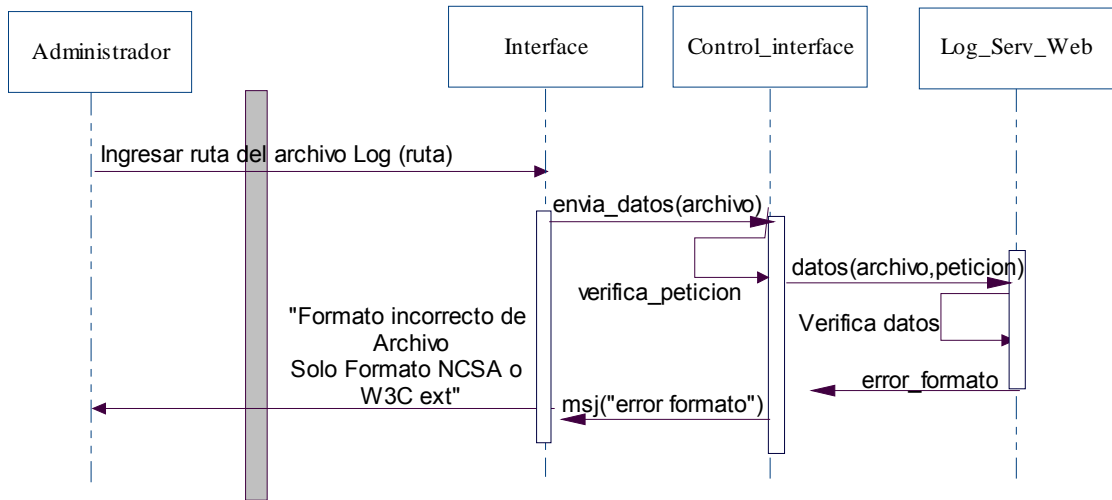 Administrador
Interface
Control_interface
Log_Serv_Web
Ingresar ruta del archivo Log (ruta)
envia_datos(archivo)
verifica_peticion
datos(archivo,peticion)
Verifica datos
"Formato incorrecto de
Archivo
Solo Formato NCSA o
W3C ext"
error_formato
msj("error formato")